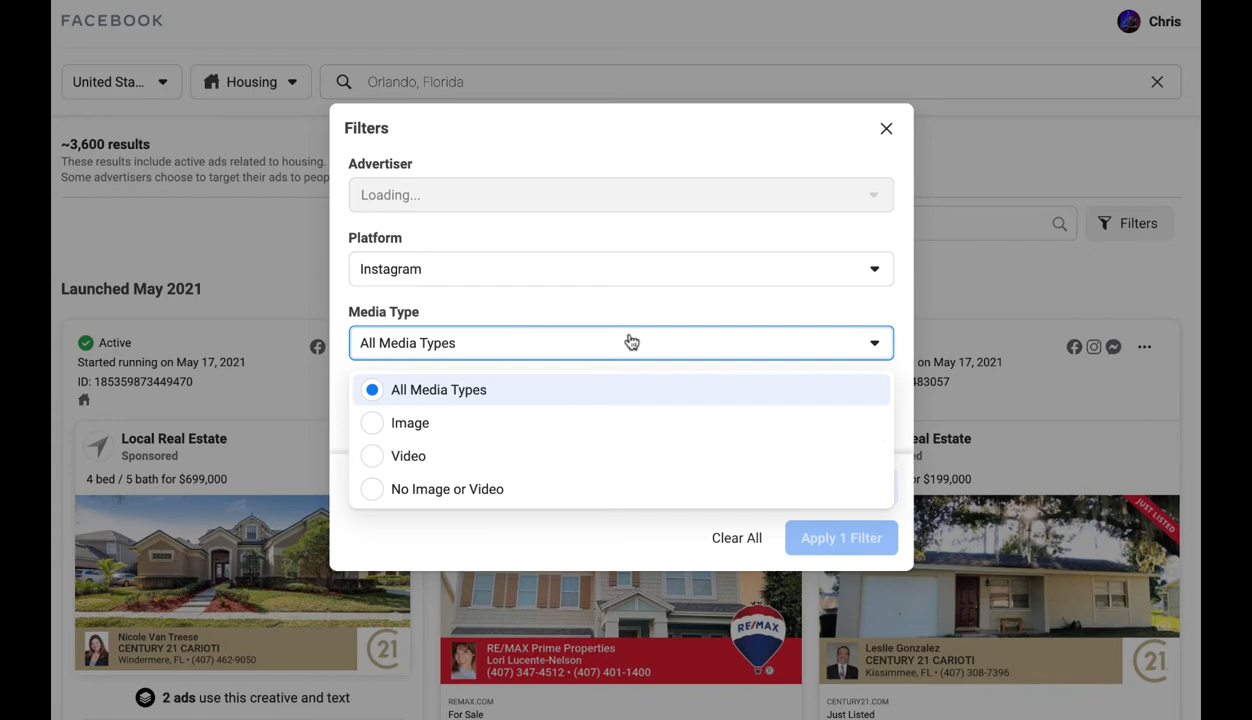 FACEBOOK
Chris
United Sta...
Housing
Orlando, Florida
~3,600 results
These results include active ads related to housing.
Some advertisers choose to target their ads to peop
Filters
Launched May 2021
Filters
Advertiser
Loading...
Platform
Instagram
Media Type
All Media Types
All Media Types
Image
Video
No Image or Video
Clear All
Apply 1 Filter
Active
Started running on May 17, 2021
ID: 185359873449470
Local Real Estate
Sponsored
4 bed / 5 bath for $699,000
Nicole Van Treese
CENTURY 21 CARIOTI
Windermere, FL • (407) 462-9050
21
2 ads use this creative and text
RE/MAX
RE/MAX Prime Properties
Lori Lucente-Nelson
(407) 347-4512 • (407) 401-1400
REMAX.COM
For Sale
on May 17, 2021
483057
eal Estate
ed
or $199,000
JUST LISTED
Leslie Gonzalez
CENTURY 21 CARIOTI
Kissimmee, FL • (407) 308-7396
21
CENTURY21.COM
Just Listed